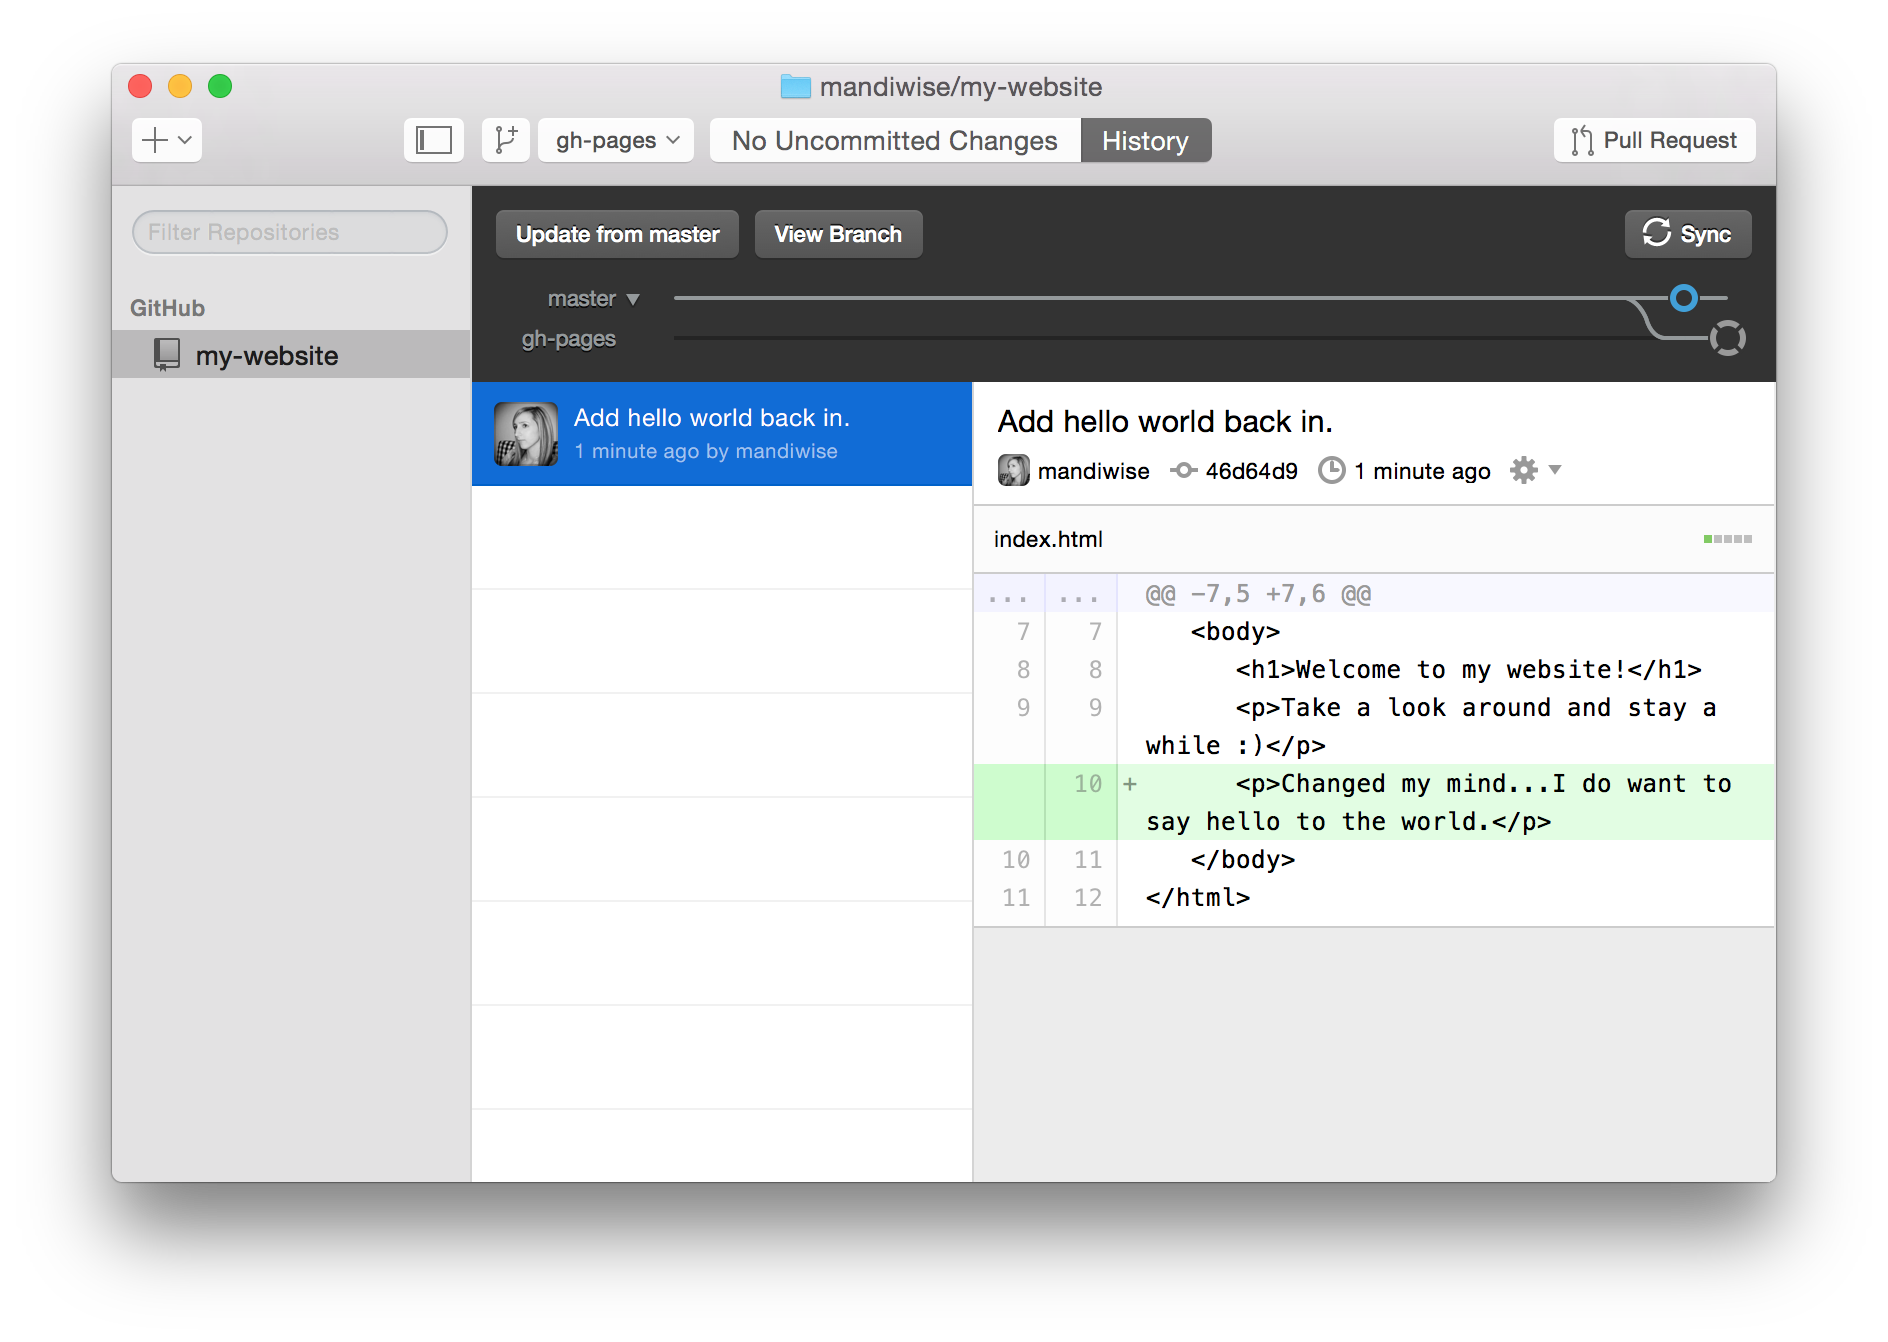 mandiwise/my-website
gh-pages
No Uncommitted Changes
History
Pull Request
Filter Repositories
GitHub
my-website
Update from master
View Branch
Sync
master
gh-pages
Add hello world back in.
1 minute ago by mandiwise
Add hello world back in.
mandiwise 46d64d9 1 minute ago
index.html
... ... @@ -7,5 +7,6 @@
7 7 <body>
8 8 <h1>Welcome to my website!</h1>
9 9 <p>Take a look around and stay a
while :)</p>
10 + <p>Changed my mind...I do want to
say hello to the world.</p>
10 11 </body>
11 12 </html>